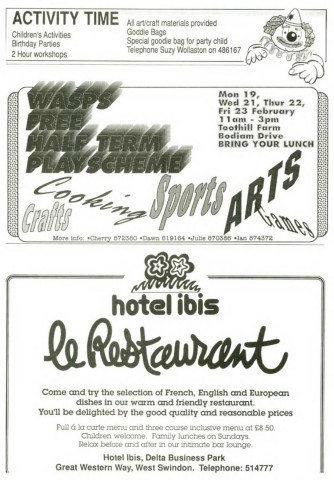 ACTIVITY TIME
Children's Activities
Birthday Parties
2 Hour workshops
All art/craft materials provided
Goddie Bags
Special goodie bag for party child
Telephone Suzy Wollaston on 486167
WASPS
FREE
HALF TERM
PLAYSCHEME
Mon 19,
Wed 21, Thur 22,
Fri 23 February
11am - 3pm
Toothill Farm
Bodiam Drive
BRING YOUR LUNCH
Crafts
Cooking
Sports
ARTS
Games
More info: •Cherry 872380 •Dawn 619164 •Julie 870386 •Ian 874372
hotel ibis
le Restaurant
Come and try the selection of French, English and European
dishes in our warm and friendly restaurant.
You'll be delighted by the good quality and reasonable prices
Full á la carte menu and three course inclusive menu at £8.50.
Children welcome. Family lunches on Sundays.
Relax before and after in our intimate bar lounge.
Hotel Ibis, Delta Business Park
Great Western Way, West Swindon. Telephone: 514777